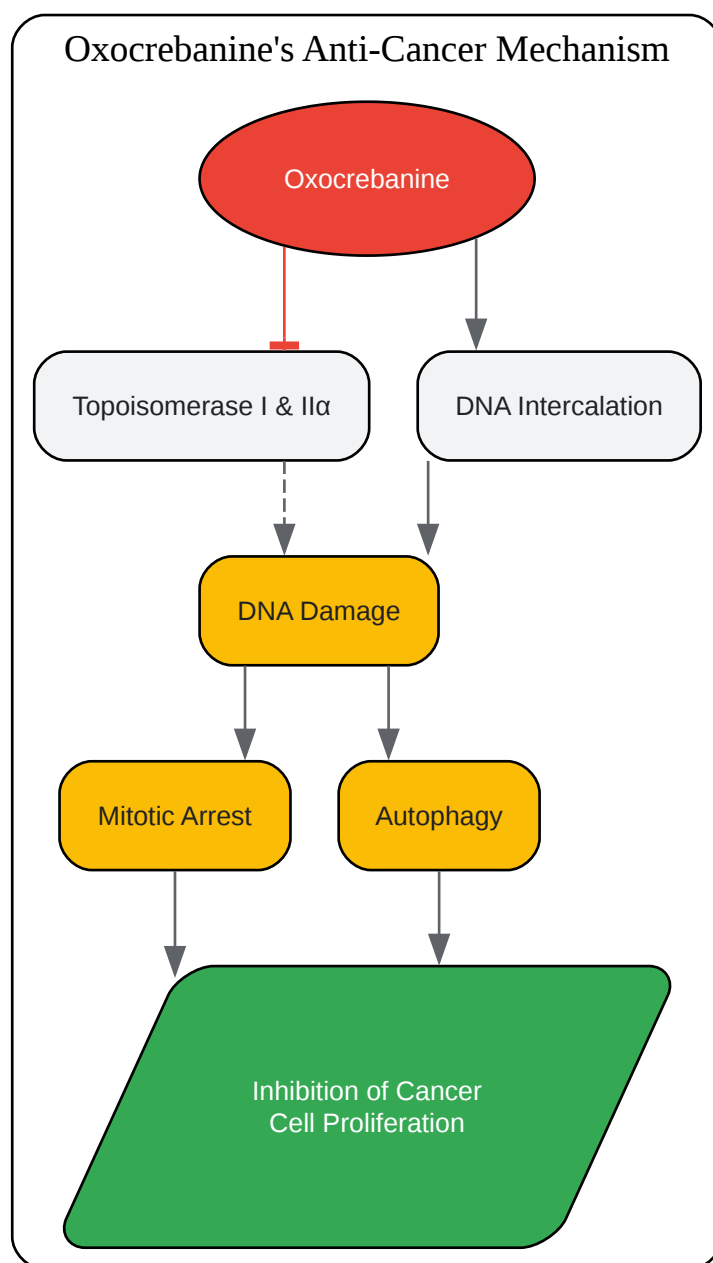 Oxocrebanine's Anti-Cancer Mechanism
Oxocrebanine
Topoisomerase I & IIα
DNA Intercalation
DNA Damage
Mitotic Arrest
Autophagy
Inhibition of Cancer
Cell Proliferation